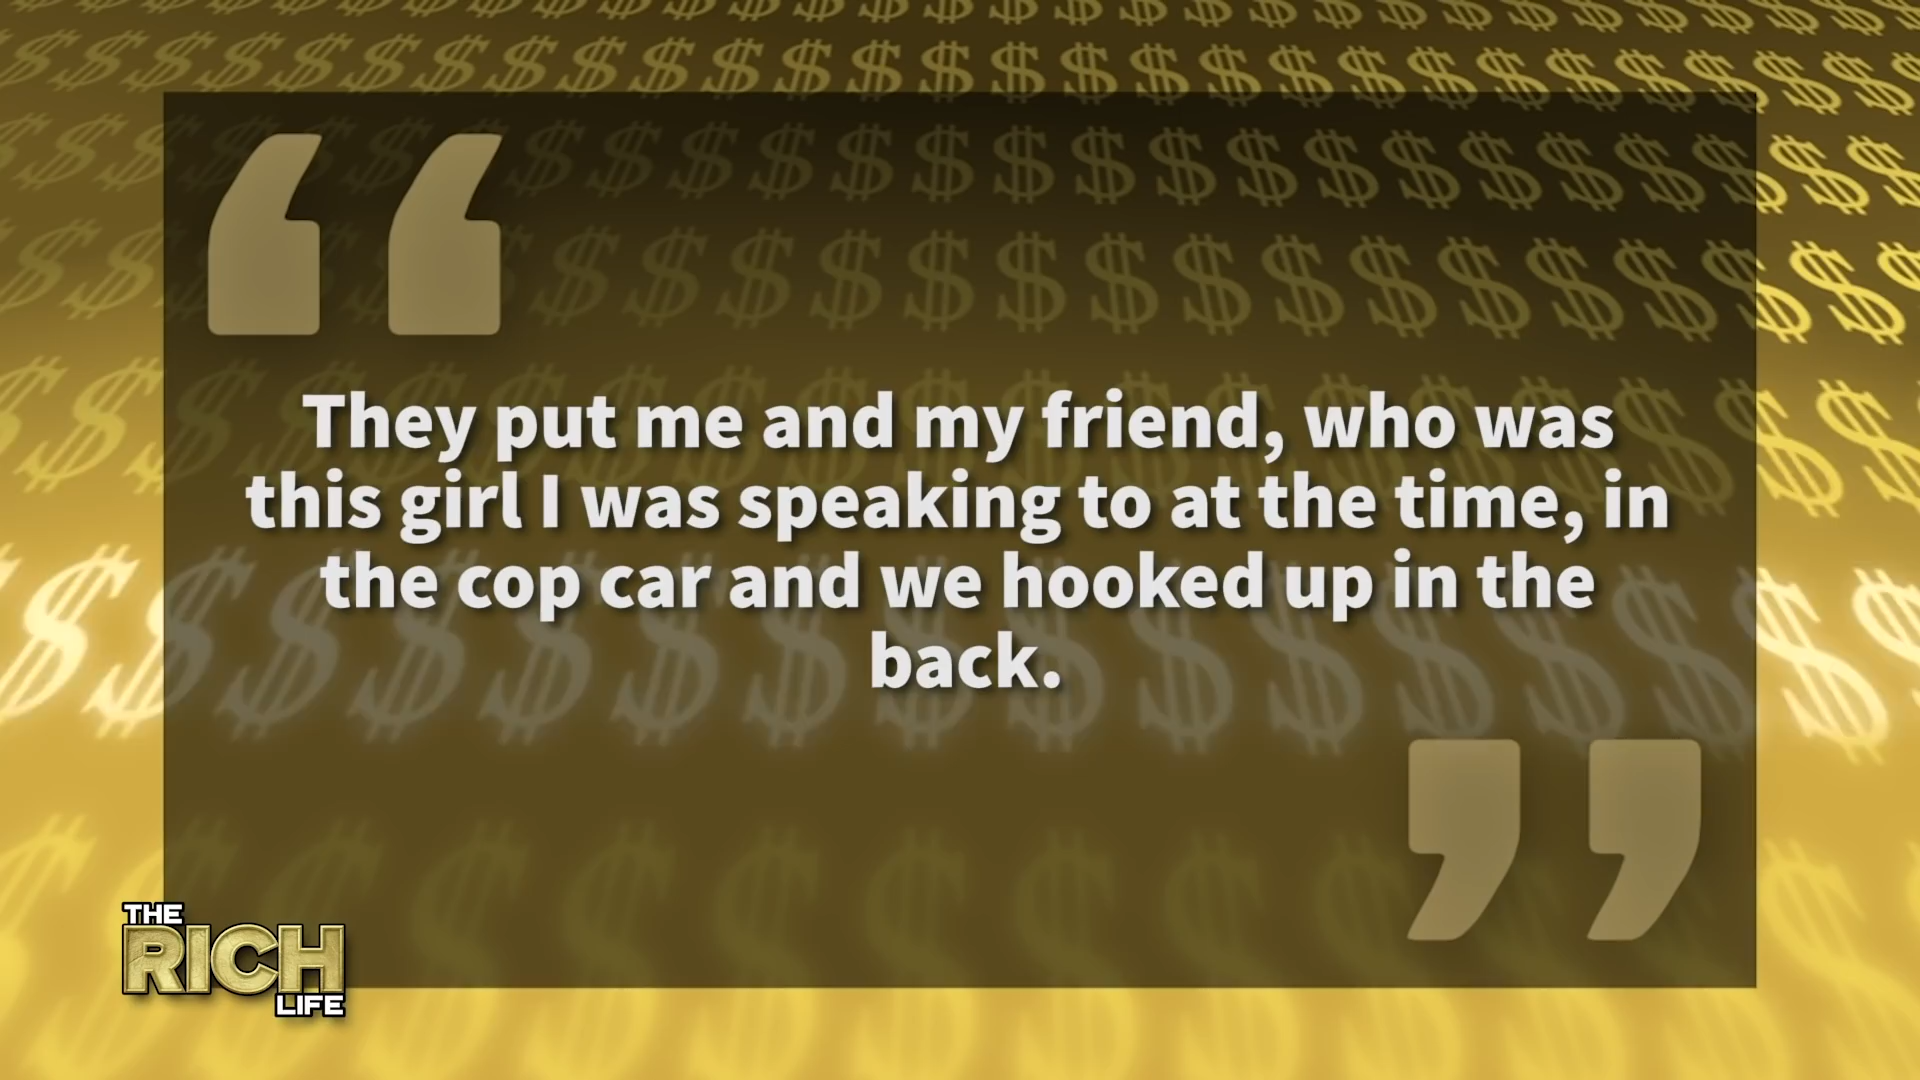 They put me and my friend, who was
this girl I was speaking to at the time, in
the cop car and we hooked up in the
back.
THE
RICH
LIFE